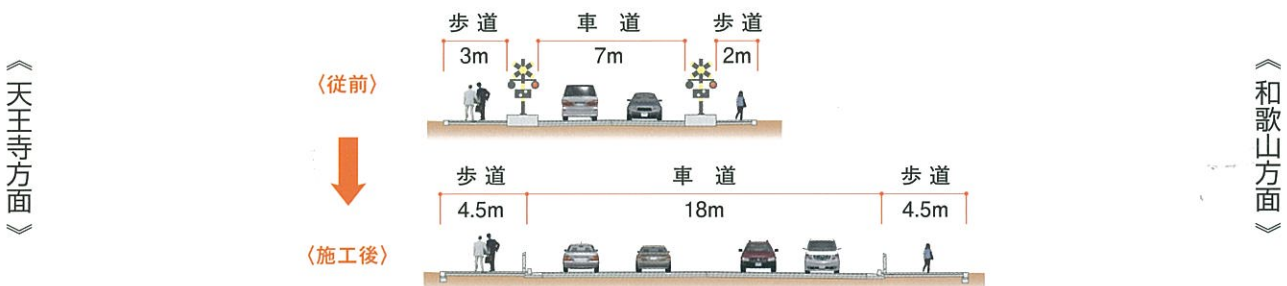 《天王寺方面》
歩道 車道 歩道
3m 7m 2m
〈従前〉
歩道 車道 歩道
4.5m 18m 4.5m
〈施工後〉
《和歌山方面》